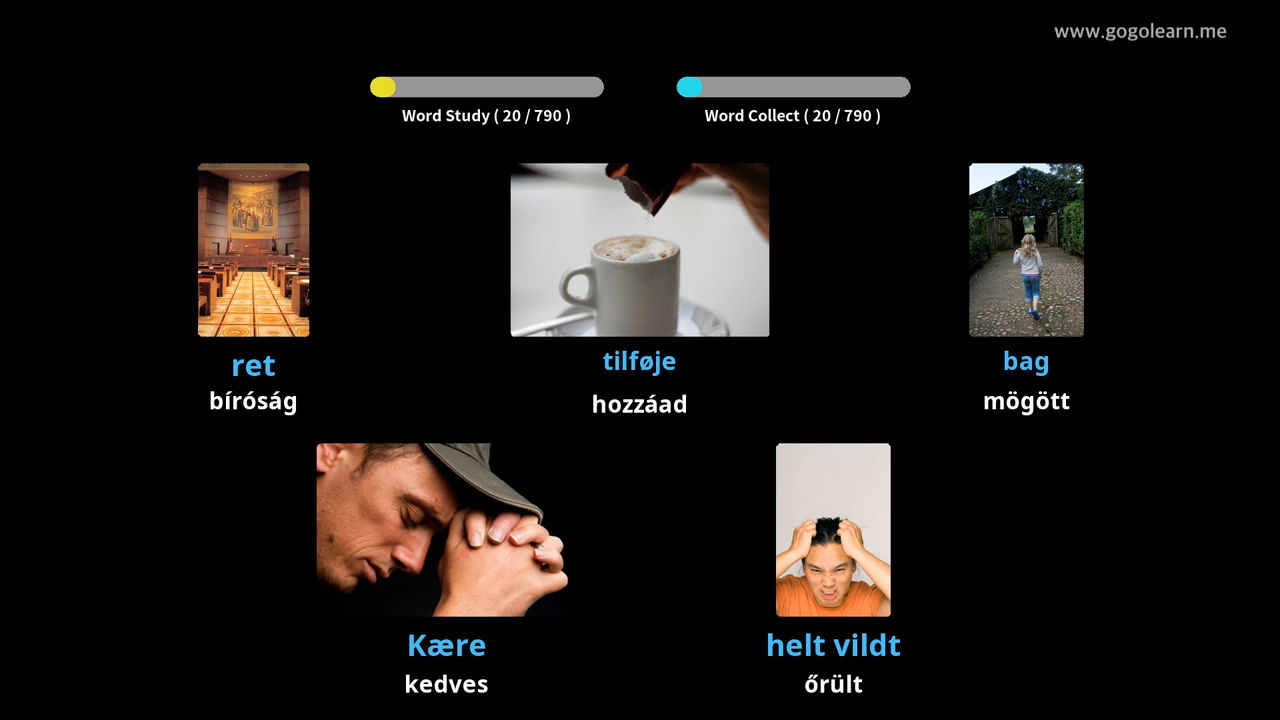 www.gogolearn.me
Word Study ( 20 / 790 )
Word Collect ( 20 / 790 )
ret
bíróság
tilføje
hozzáad
bag
mögött
Kære
kedves
helt vildt
őrült